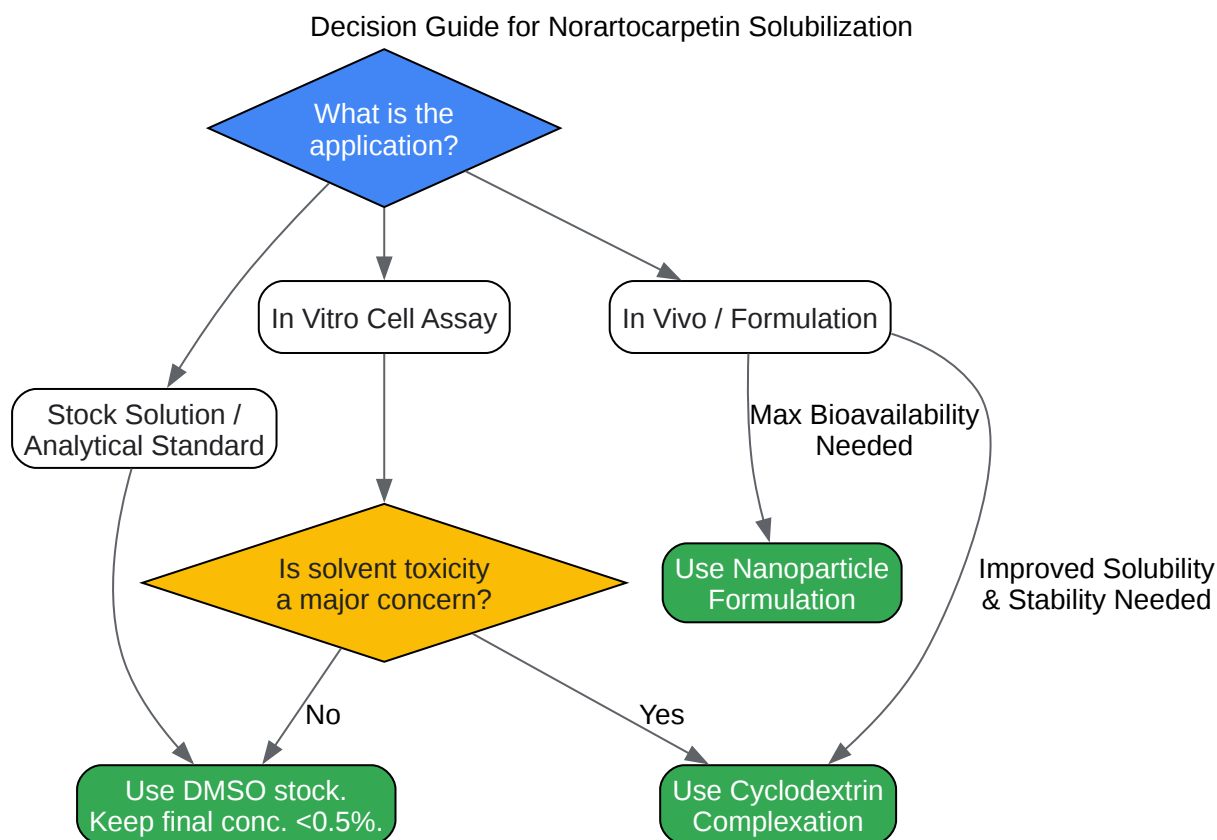 Decision Guide for Norartocarpetin Solubilization
What is the
application?
In Vitro Cell Assay
In Vivo / Formulation
Stock Solution /
Analytical Standard
Max Bioavailability
Needed
Is solvent toxicity
a major concern?
Use Nanoparticle
Formulation
Improved Solubility
& Stability Needed
No
Yes
Use DMSO stock.
Keep final conc. <0.5%.
Use Cyclodextrin
Complexation